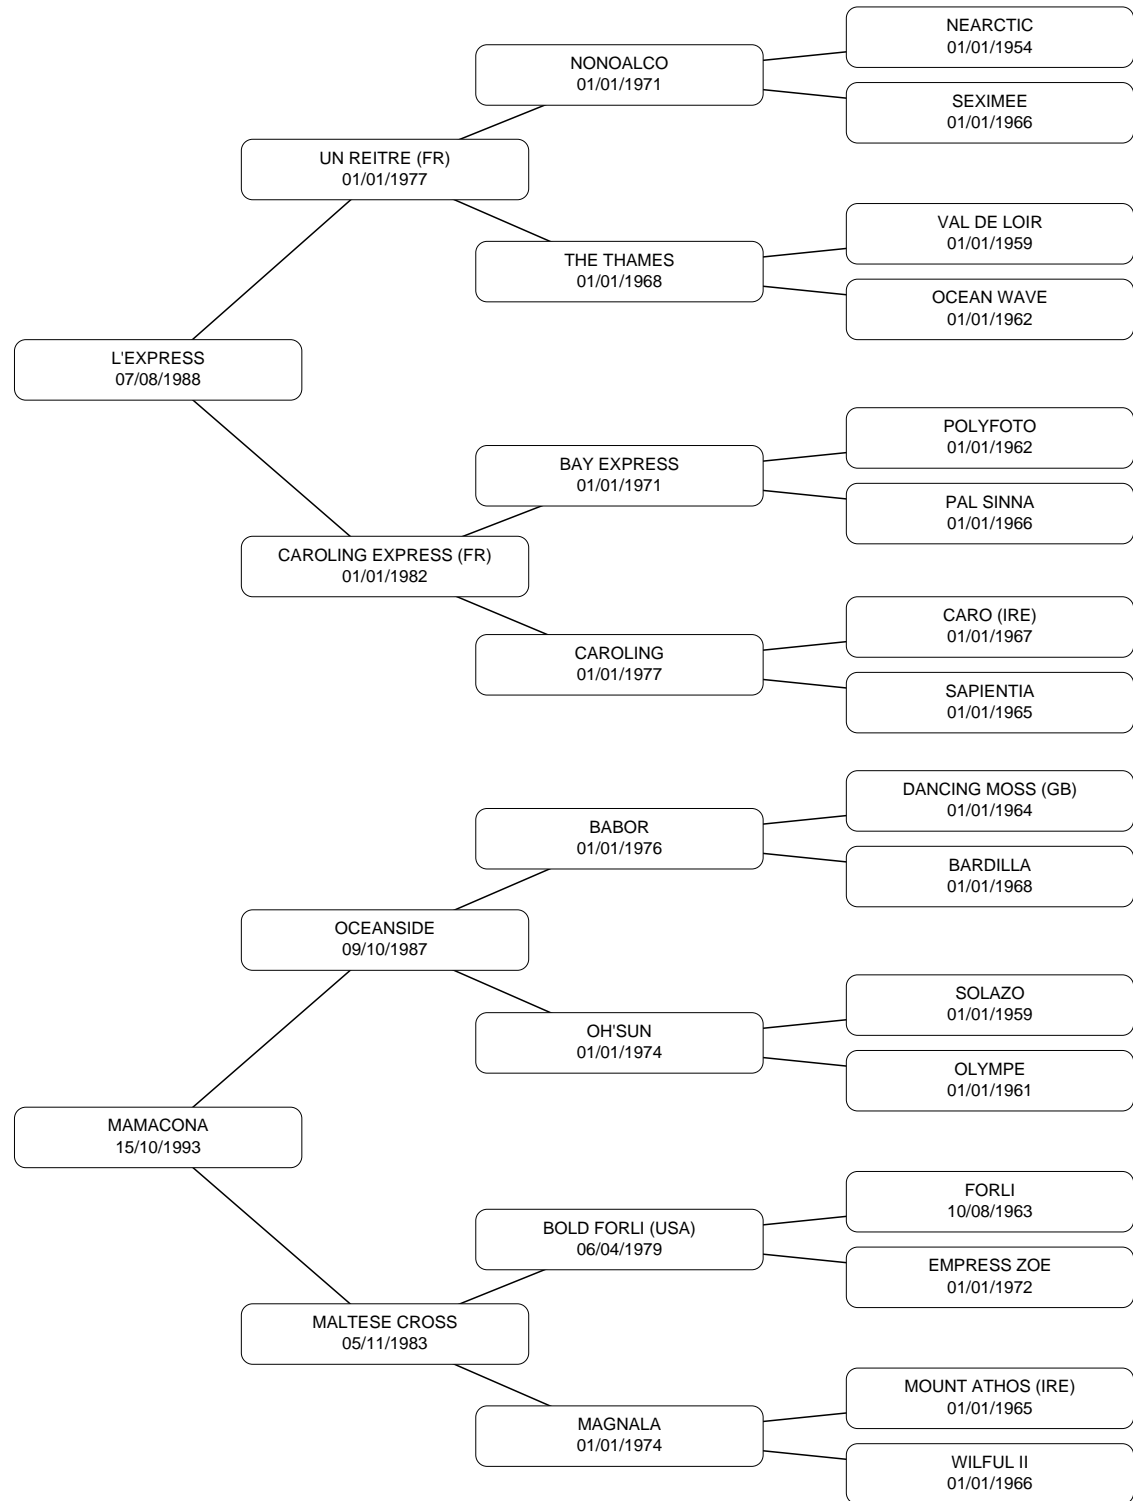 NEARCTIC
01/01/1954
NONOALCO
01/01/1971
SEXIMEE
01/01/1966
UN REITRE (FR)
01/01/1977
VAL DE LOIR
01/01/1959
THE THAMES
01/01/1968
OCEAN WAVE
01/01/1962
L'EXPRESS
07/08/1988
POLYFOTO
01/01/1962
BAY EXPRESS
01/01/1971
PAL SINNA
01/01/1966
CAROLING EXPRESS (FR)
01/01/1982
CARO (IRE)
01/01/1967
CAROLING
01/01/1977
SAPIENTIA
01/01/1965
DANCING MOSS (GB)
01/01/1964
BABOR
01/01/1976
BARDILLA
01/01/1968
OCEANSIDE
09/10/1987
SOLAZO
01/01/1959
OH'SUN
01/01/1974
OLYMPE
01/01/1961
MAMACONA
15/10/1993
FORLI
10/08/1963
BOLD FORLI (USA)
06/04/1979
EMPRESS ZOE
01/01/1972
MALTESE CROSS
05/11/1983
MOUNT ATHOS (IRE)
01/01/1965
MAGNALA
01/01/1974
WILFUL II
01/01/1966